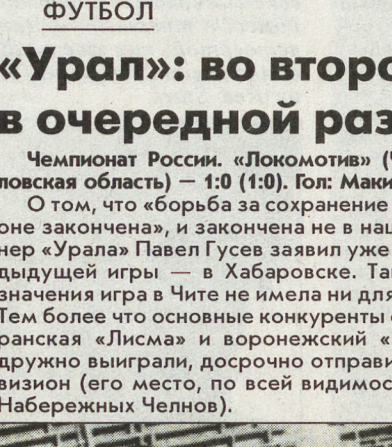 ФУТБОЛ
«Урал»: во втор
в очередной раз
Чемпионат России. «Локомотив» (
ловская область) — 1:0 (1:0). Гол: Мак
О том, что «борьба за сохранение
оне закончена», и закончена не в на
нер «Урала» Павел Гусев заявил уже
дыдущей игры — в Хабаровске. Та
значения игра в Чите не имела ни для
Тем более что основные конкуренты
ранская «Лисма» и воронежский «
дружно выиграли, досрочно отправи
визион (его место, по всей видимос
Набережных Челнов).